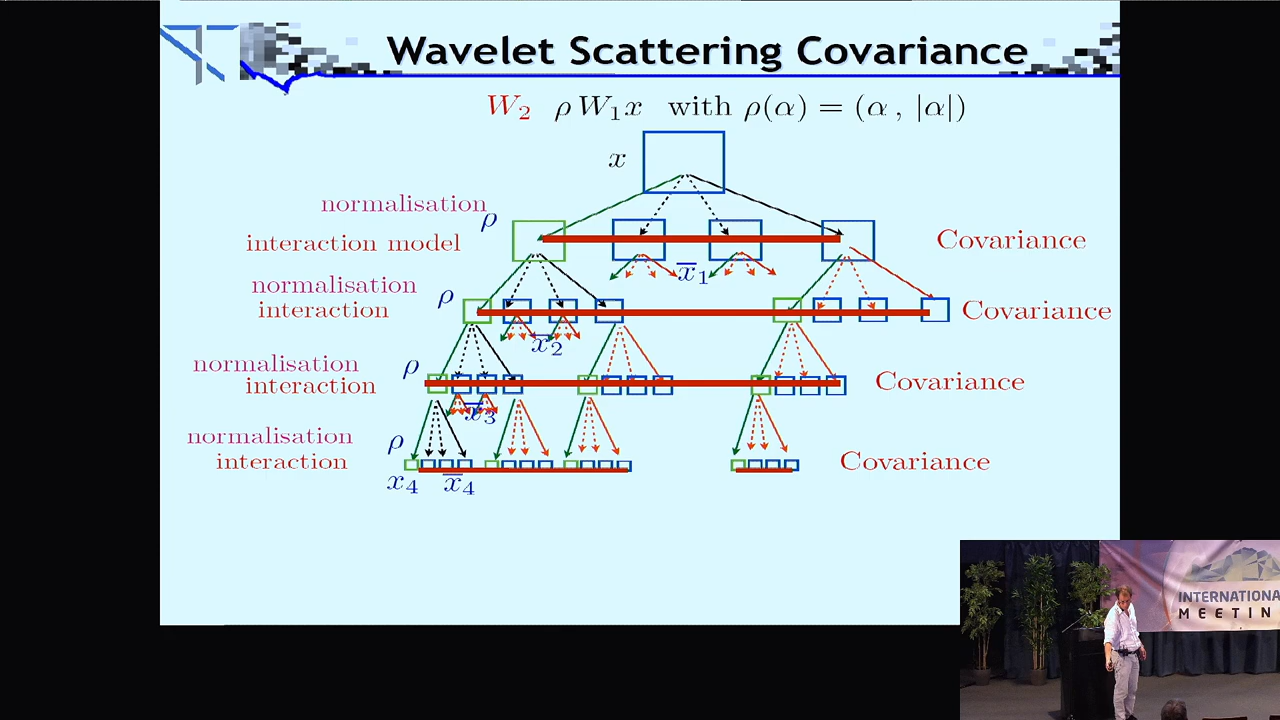 Wavelet Scattering Covariance
W₂ ρ W₁x with ρ(α) = (α , |α|)
x
normalisation
ρ
interaction model
Covariance
x̅₁
normalisation
ρ
interaction
Covariance
x̅₂
normalisation
ρ
interaction
Covariance
x̅₃
normalisation
ρ
interaction
Covariance
x₄ x̅₄
INTERNATIONA
MEETIN